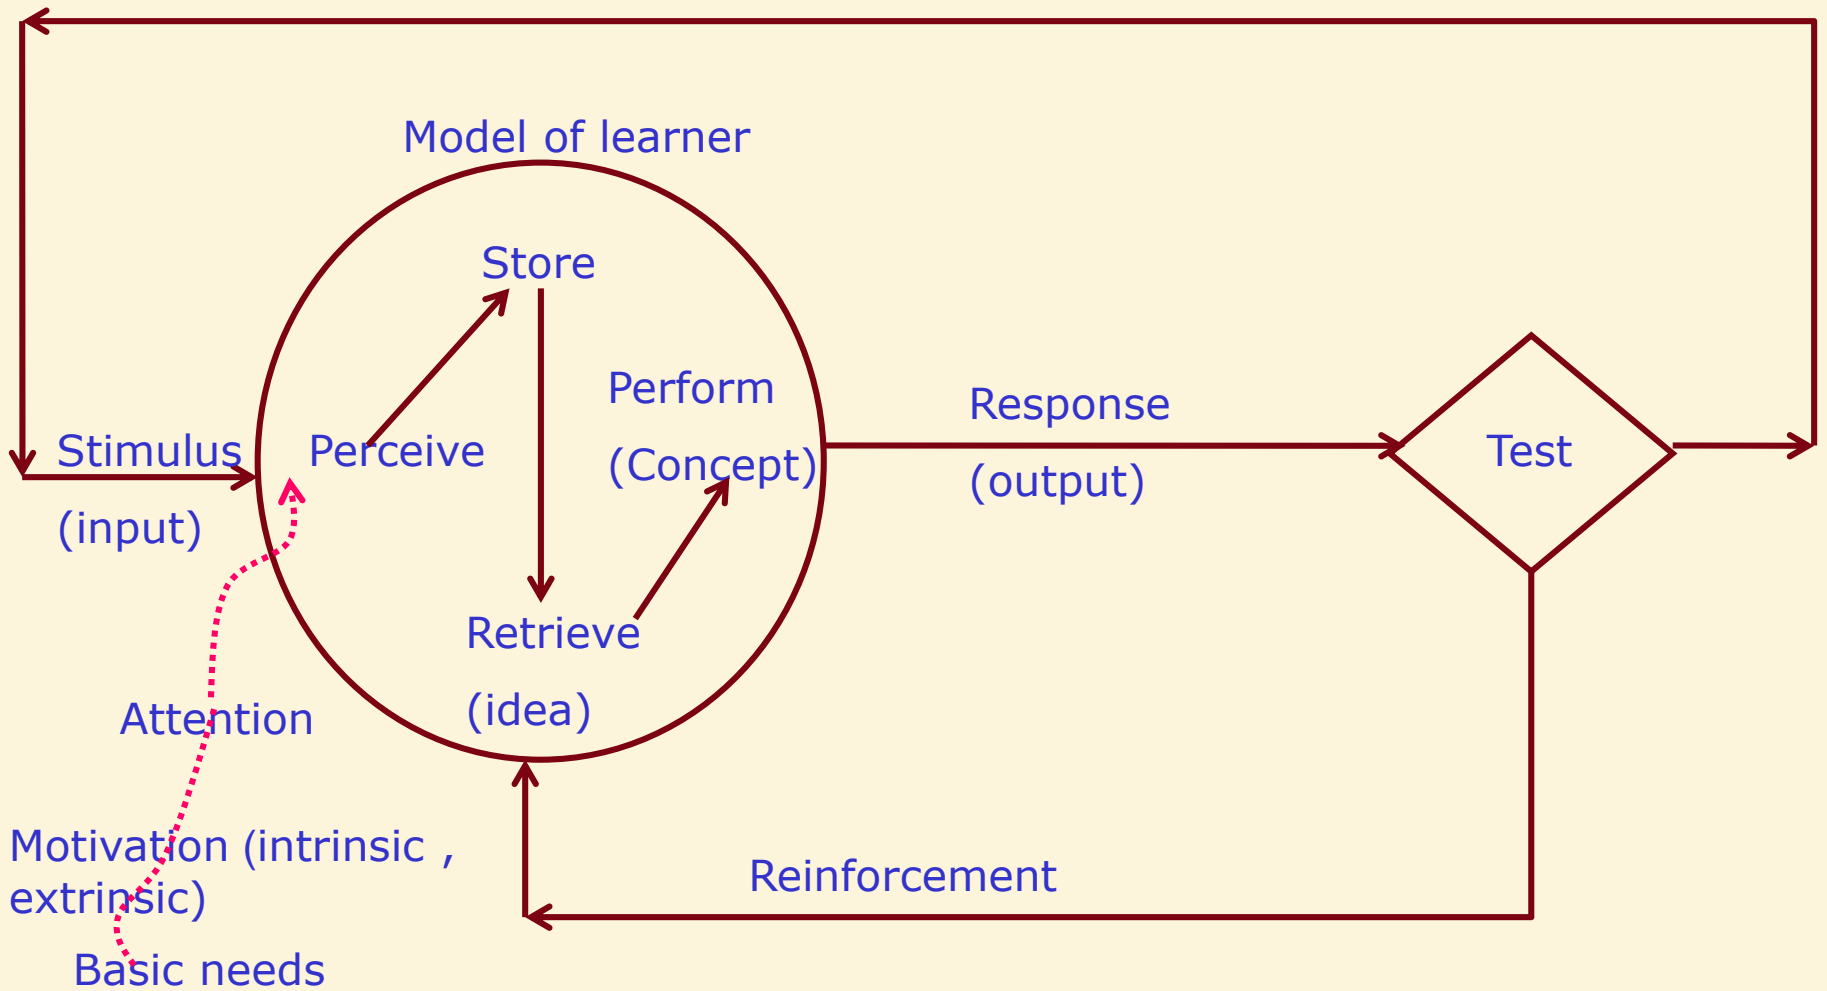 Model of learner
Store
Perform
(Concept)
Stimulus
(input)
Perceive
Response
(output)
Test
Retrieve
(idea)
Attention
Motivation (intrinsic ,
extrinsic)
Reinforcement
Basic needs